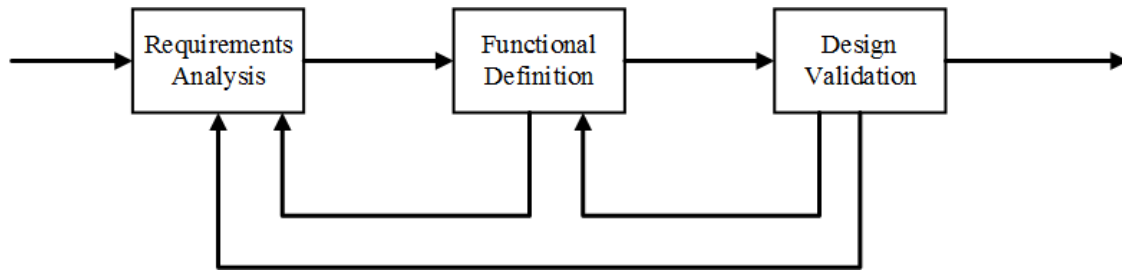 Requirements
Analysis
Functional
Definition
Design
Validation